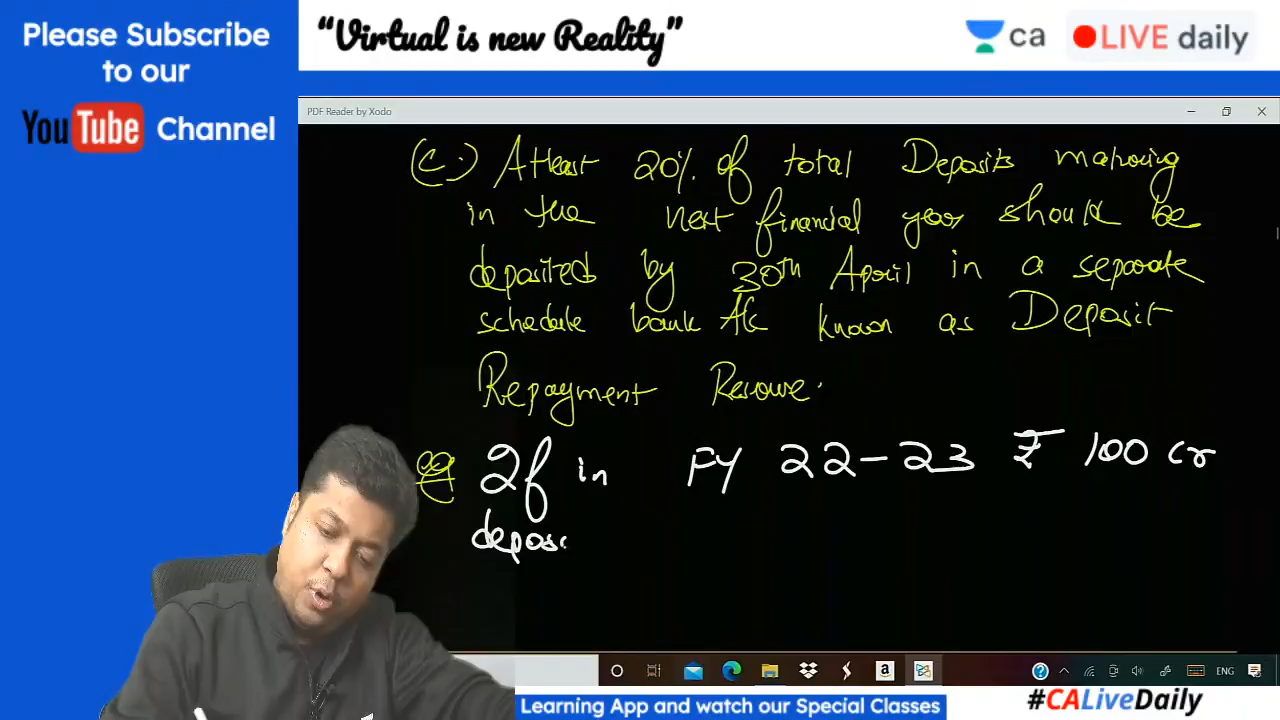 Please Subscribe
to our
YouTube Channel
“Virtual is new Reality”
ca
LIVE daily
PDF Reader by Xodo
(C.) Atleast 20% of total Deposits maturing
in the next financial year should be
deposited by 30th April in a separate
schedule bank A/c known as Deposit
Repayment Reserve.
eg If in FY 22-23 ₹ 100 cr
deposi
a
ENG
Learning App and watch our Special Classes
#CALiveDaily